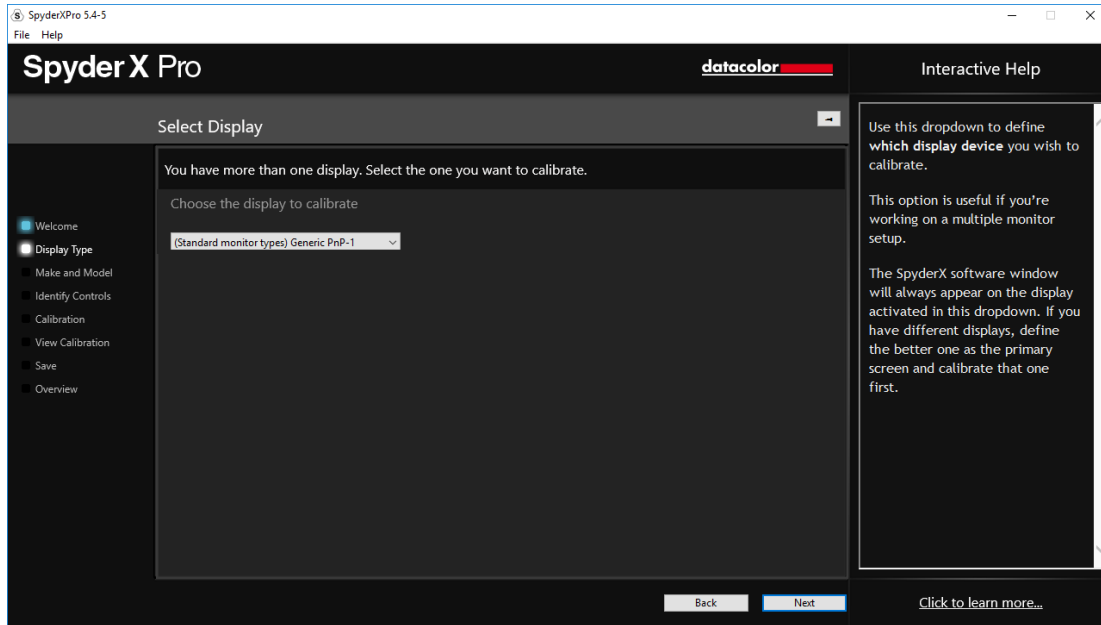 SpyderXPro 5.4-5
File Help
Spyder X Pro
datacolor
Interactive Help
Select Display
You have more than one display. Select the one you want to calibrate.
Choose the display to calibrate
(Standard monitor types) Generic PnP-1
Welcome
Display Type
Make and Model
Identify Controls
Calibration
View Calibration
Save
Overview
Use this dropdown to define
which display device you wish to
calibrate.
This option is useful if you're
working on a multiple monitor
setup.
The SpyderX software window
will always appear on the display
activated in this dropdown. If you
have different displays, define
the better one as the primary
screen and calibrate that one
first.
Back
Next
Click to learn more...